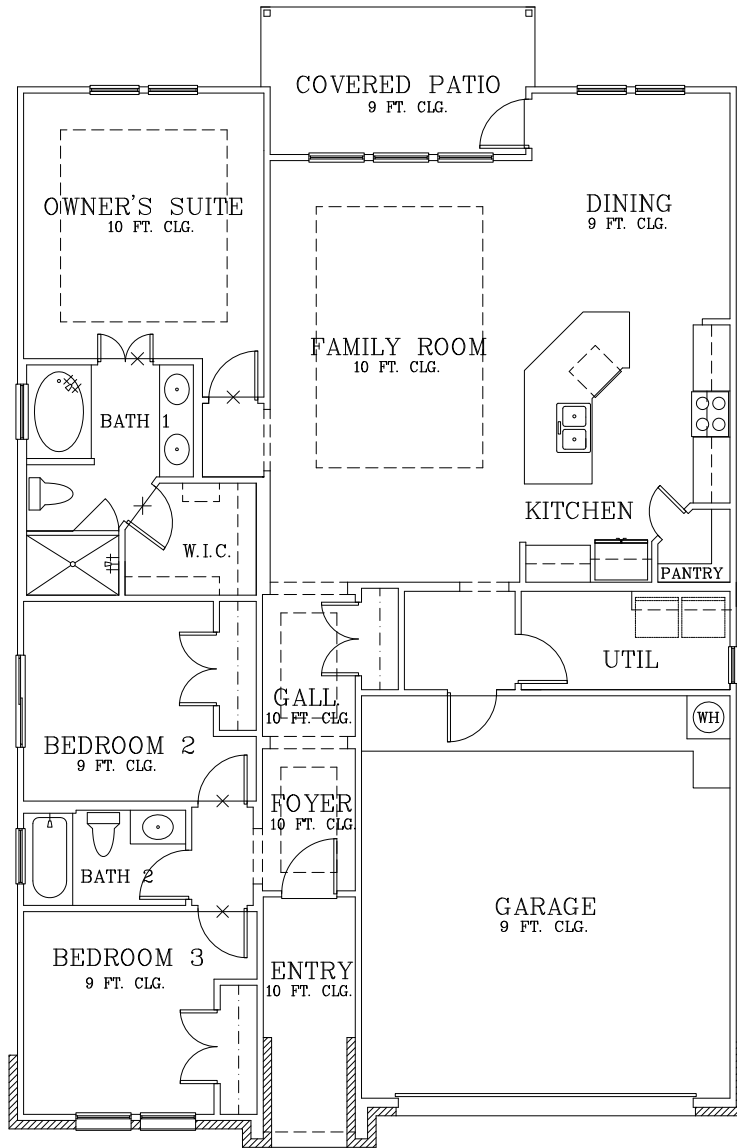 COVERED PATIO
9 FT. CLG.
OWNER'S SUITE
10 FT. CLG.
DINING
9 FT. CLG.
FAMILY ROOM
10 FT. CLG.
BATH 1
KITCHEN
W.I.C.
PANTRY
UTIL
GALL.
10 FT. CLG.
WH
BEDROOM 2
9 FT. CLG.
FOYER
10 FT. CLG.
BATH 2
GARAGE
9 FT. CLG.
BEDROOM 3
9 FT. CLG.
ENTRY
10 FT. CLG.